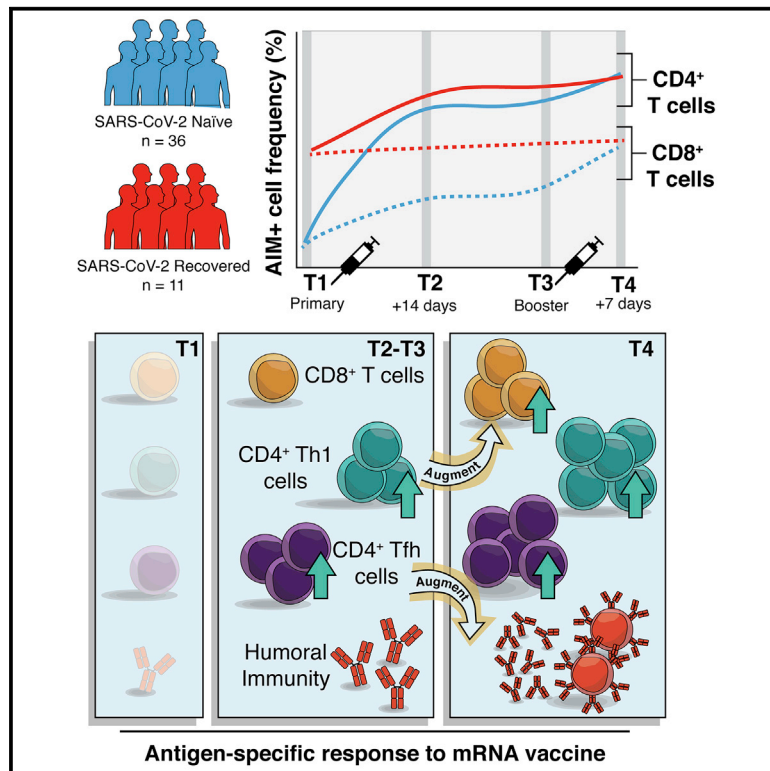 SARS-CoV-2 Naïve
n = 36
SARS-CoV-2 Recovered
n = 11
AIM+ cell frequency (%)
CD4⁺
T cells
CD8⁺
T cells
T1
Primary
T2
+14 days
T3
Booster
T4
+7 days
T1
T2-T3
CD8⁺ T cells
CD4⁺ Th1
cells
Augment
CD4⁺ Tfh
cells
Augment
Humoral
Immunity
T4
Antigen-specific response to mRNA vaccine